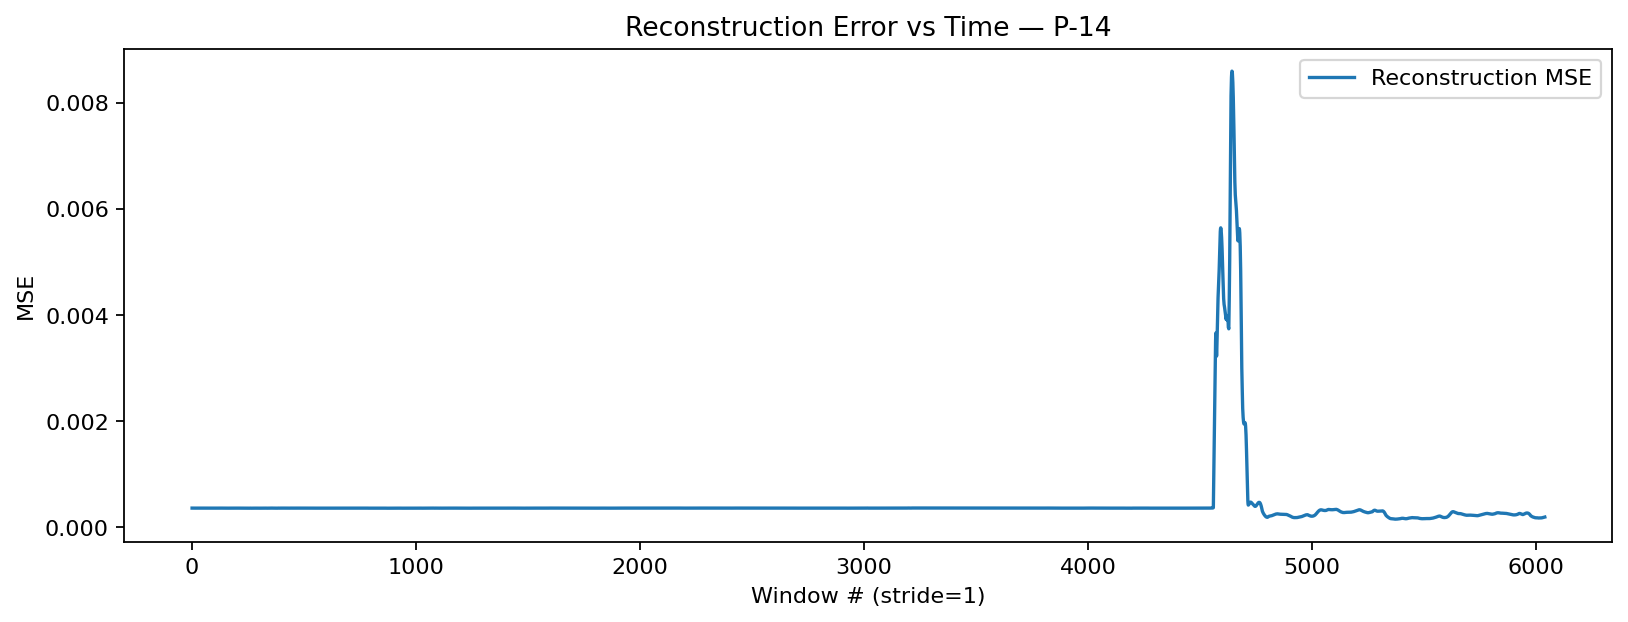 Reconstruction Error vs Time — P-14
Reconstruction MSE
MSE
0.008
0.006
0.004
0.002
0.000
0 1000 2000 3000 4000 5000 6000
Window # (stride=1)